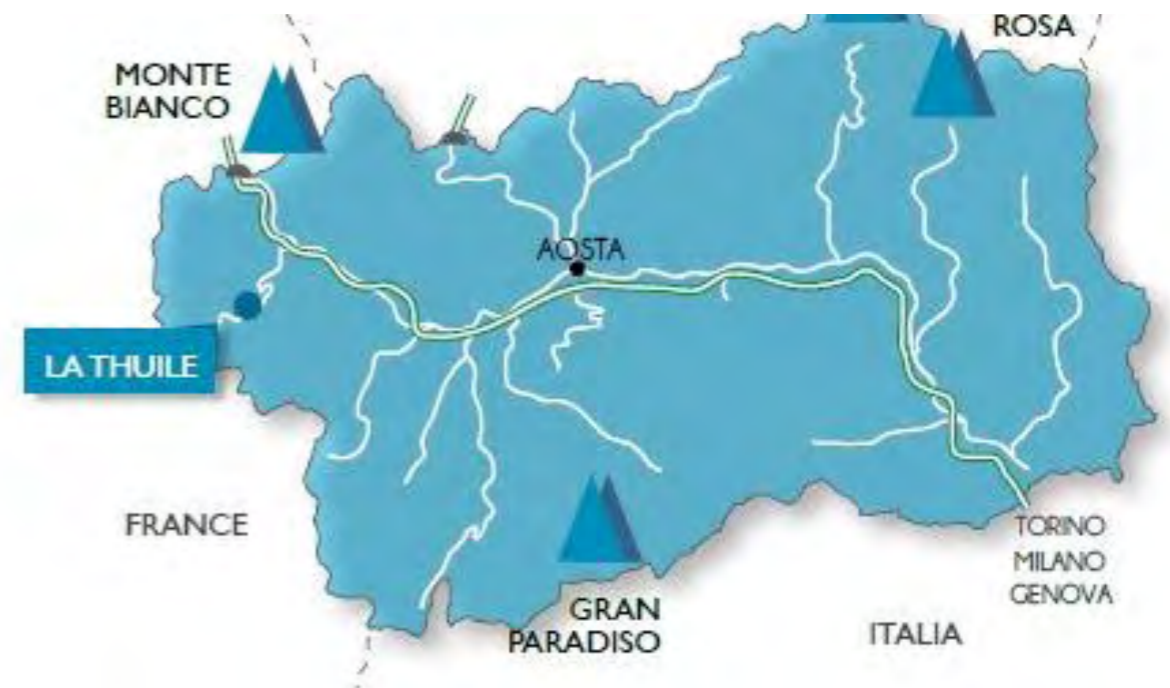 ROSA
MONTE
BIANCO
AOSTA
LA THUILE
FRANCE
TORINO
MILANO
GENOVA
GRAN
PARADISO
ITALIA